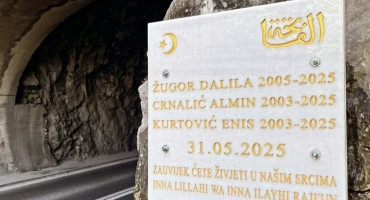 الفاتحة
ŽUGOR DALILA 2005-2025
CRNALIĆ ALMIN 2003-2025
KURTOVIĆ ENIS 2003-2025
31.05.2025
ZAUVIJEK ĆETE ŽIVJETI U NAŠIM SRCIMA
INNA LILLAHI WA INNA ILAYHI RAJI'UN